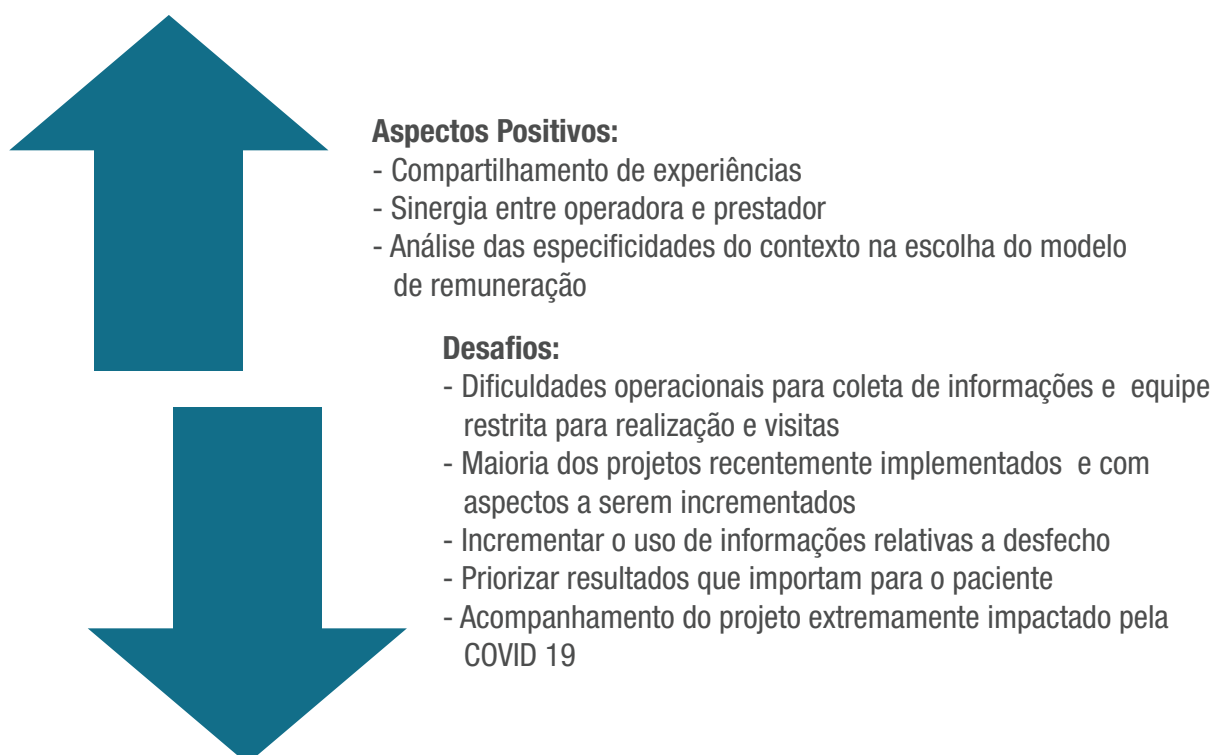 Aspectos Positivos:
- Compartilhamento de experiências
- Sinergia entre operadora e prestador
- Análise das especificidades do contexto na escolha do modelo
de remuneração
Desafios:
- Dificuldades operacionais para coleta de informações e  equipe
restrita para realização e visitas
- Maioria dos projetos recentemente implementados  e com
aspectos a serem incrementados
- Incrementar o uso de informações relativas a desfecho
- Priorizar resultados que importam para o paciente
- Acompanhamento do projeto extremamente impactado pela
COVID 19